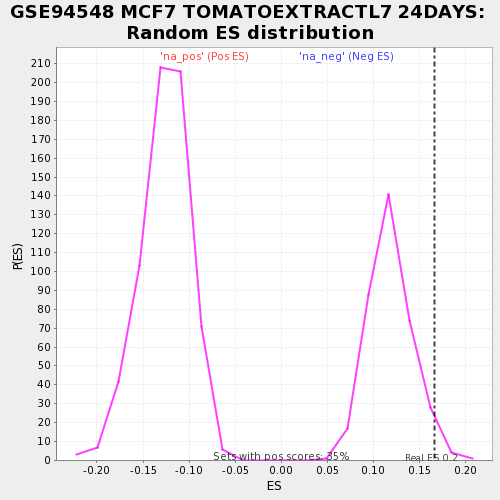 GSE94548 MCF7 TOMATOEXTRACTL7 24DAYS:
Random ES distribution
'na_pos' (Pos ES)
'na_neg' (Neg ES)
210
200
190
180
170
160
150
140
130
120
110
100
90
80
70
60
50
40
30
20
10
0
P(ES)
Sets with pos scores: 35%
Real ES 0.2
-0.20 -0.15 -0.10 -0.05 0.00 0.05 0.10 0.15 0.20
ES